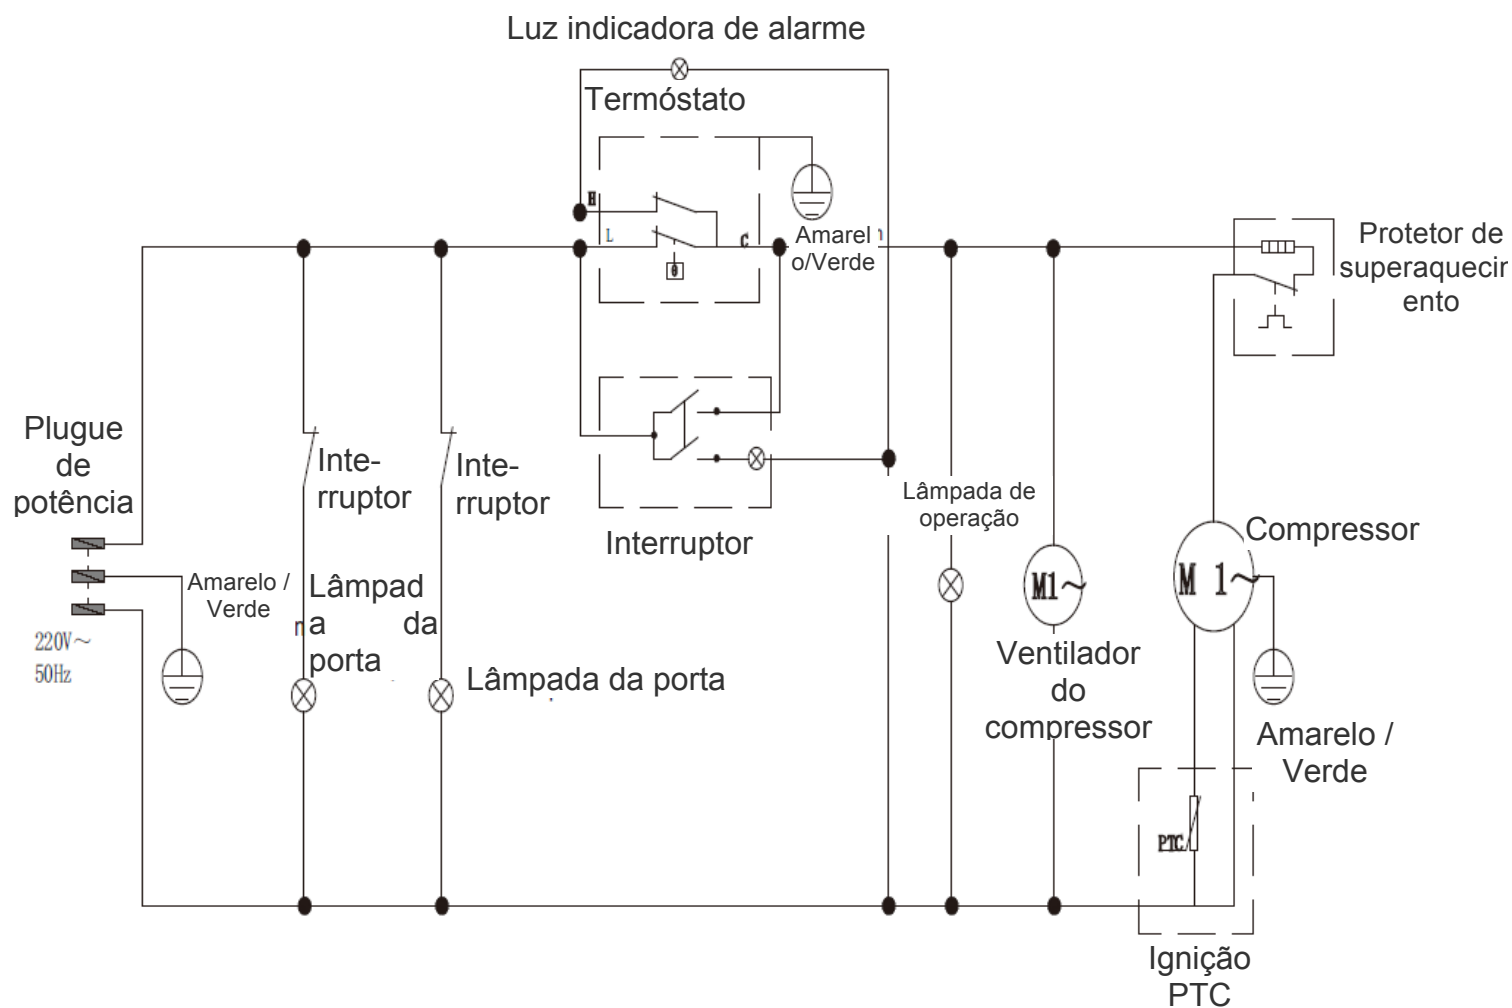 Luz indicadora de alarme
Termóstato
H
L
C
θ
Amarel
o/Verde
Protetor de
superaquecim
ento
Plugue
de
potência
220V～
50Hz
Amarelo /
Verde
Inte-
rruptor
Inte-
rruptor
Interruptor
Lâmpad
a da
porta
Lâmpada da porta
Lâmpada de
operação
M1～
Ventilador
do
compressor
Compressor
M 1～
Amarelo /
Verde
PTC
Ignição
PTC